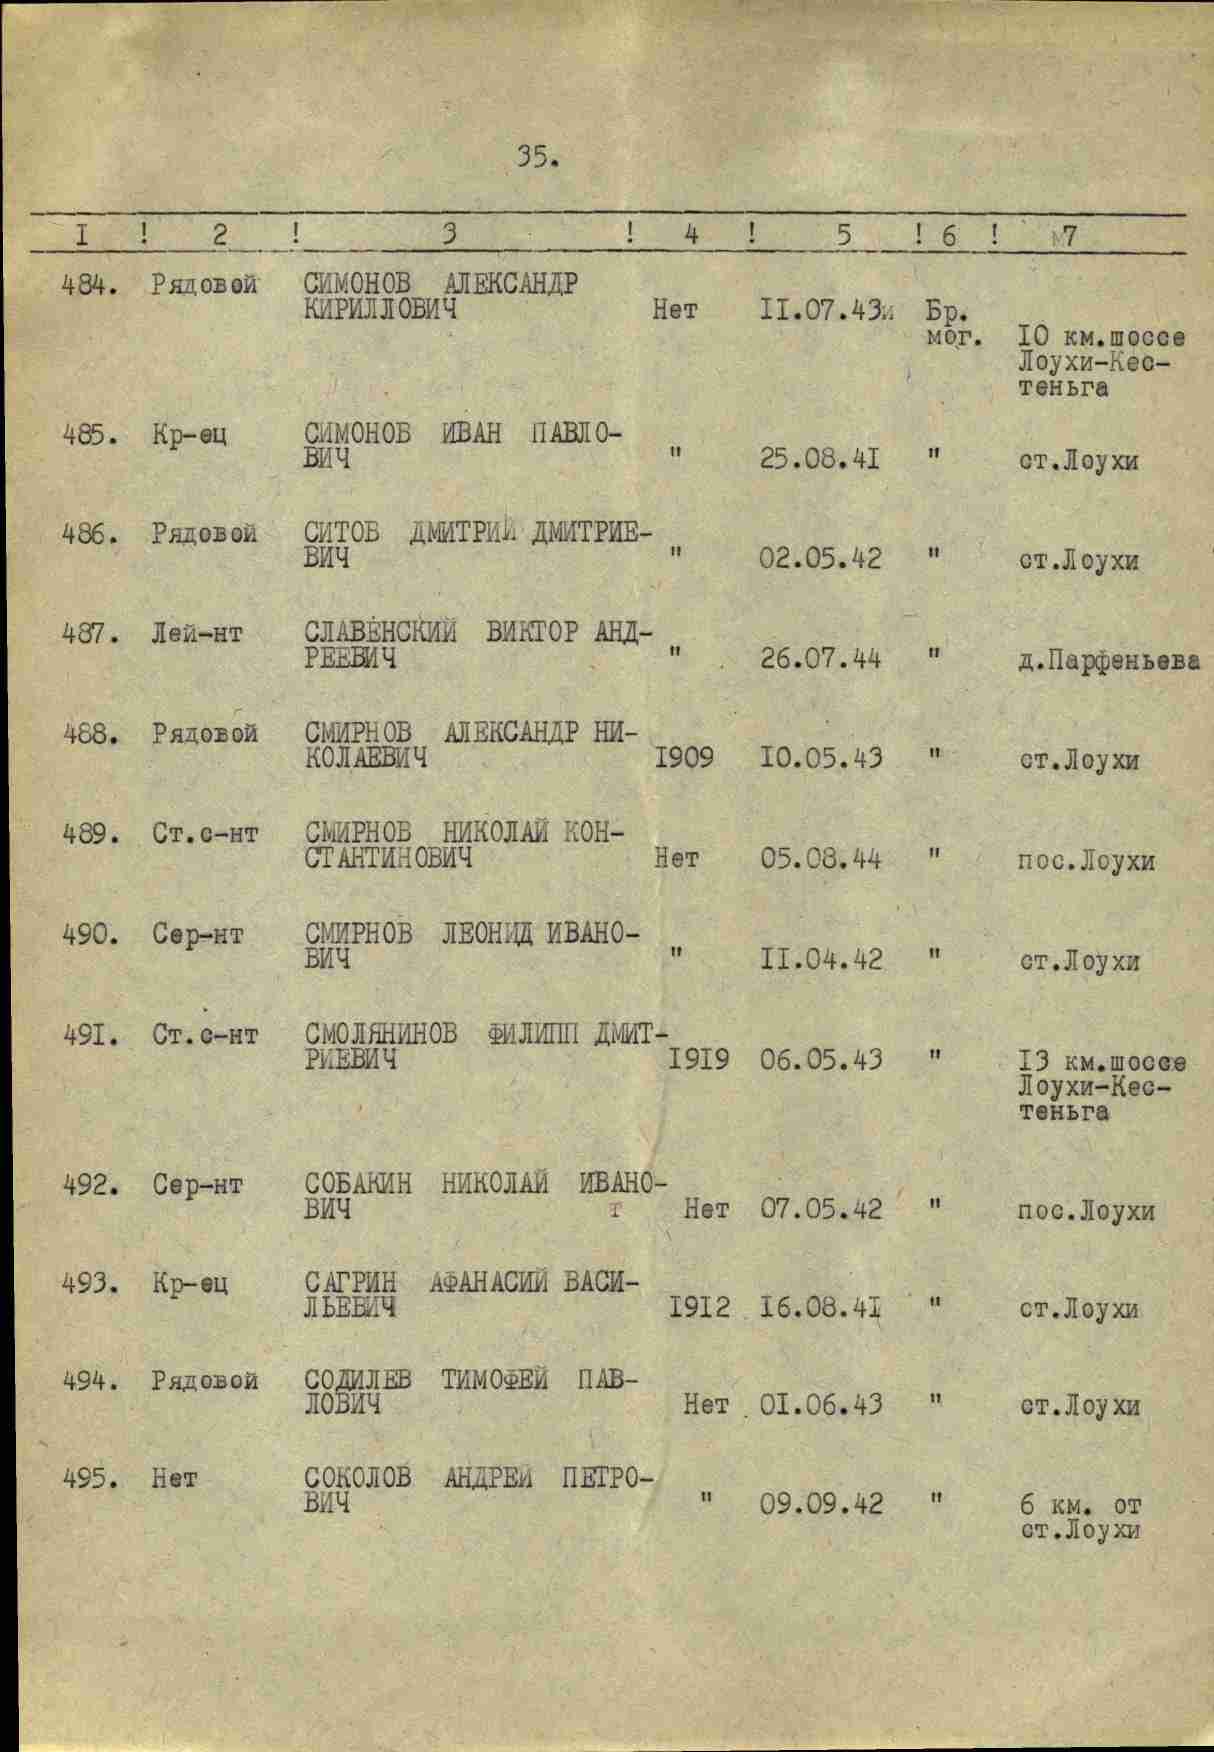 35.
I ! 2 ! 3 ! 4 ! 5 ! 6 ! 7
484. Рядовой СИМОНОВ АЛЕКСАНДР
КИРИЛЛОВИЧ Нет II.07.43и Бр.
мог. IO км.шоссе
Лоухи-Кес-
теньга
485. Кр-ец СИМОНОВ ИВАН ПАВЛО-
ВИЧ " 25.08.4I " ст.Лоухи
486. Рядовой СИТОВ ДМИТРИЙ ДМИТРИЕ-
ВИЧ " 02.05.42 " ст.Лоухи
487. Лей-нт СЛАВЕНСКИЙ ВИКТОР АНД-
РЕЕВИЧ " 26.07.44 " д.Парфеньева
488. Рядовой СМИРНОВ АЛЕКСАНДР НИ-
КОЛАЕВИЧ I909 IO.05.43 " ст.Лоухи
489. Ст.с-нт СМИРНОВ НИКОЛАЙ КОН-
СТАНТИНОВИЧ Нет 05.08.44 " пос.Лоухи
490. Сер-нт СМИРНОВ ЛЕОНИД ИВАНО-
ВИЧ " II.04.42 " ст.Лоухи
49I. Ст.с-нт СМОЛЯНИНОВ ФИЛИПП ДМИТ-
РИЕВИЧ I9I9 06.05.43 " I3 км.шоссе
Лоухи-Кес-
теньга
492. Сер-нт СОБАКИН НИКОЛАЙ ИВАНО-
ВИЧ т Нет 07.05.42 " пос.Лоухи
493. Кр-ец САГРИН АФАНАСИЙ ВАСИ-
ЛЬЕВИЧ I9I2 I6.08.4I " ст.Лоухи
494. Рядовой СОДИЛЕВ ТИМОФЕЙ ПАВ-
ЛОВИЧ Нет OI.06.43 " ст.Лоухи
495. Нет СОКОЛОВ АНДРЕЙ ПЕТРО-
ВИЧ " 09.09.42 " 6 км. от
ст.Лоухи